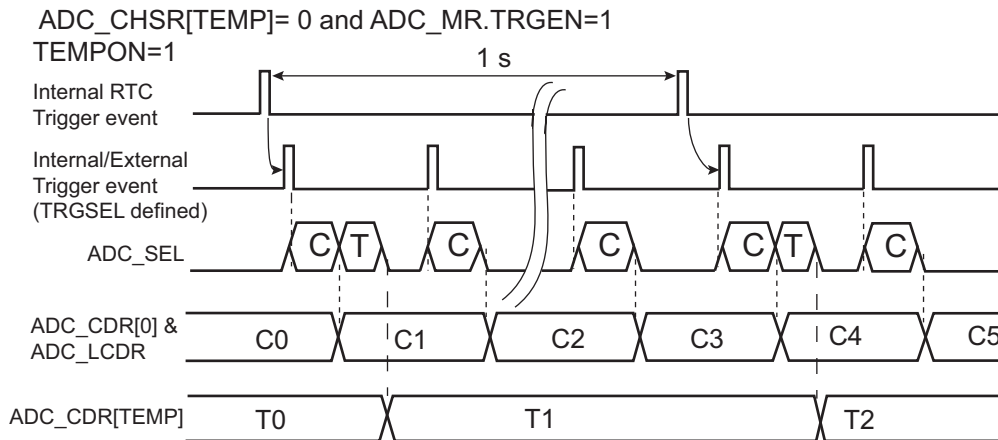 ADC_CHSR[TEMP]= 0 and ADC_MR.TRGEN=1
TEMPON=1
1 s
Internal RTC
Trigger event
Internal/External
Trigger event
(TRGSEL defined)
ADC_SEL
C T C C C T C
ADC_CDR[0] &
ADC_LCDR
C0 C1 C2 C3 C4 C5
ADC_CDR[TEMP]
T0 T1 T2